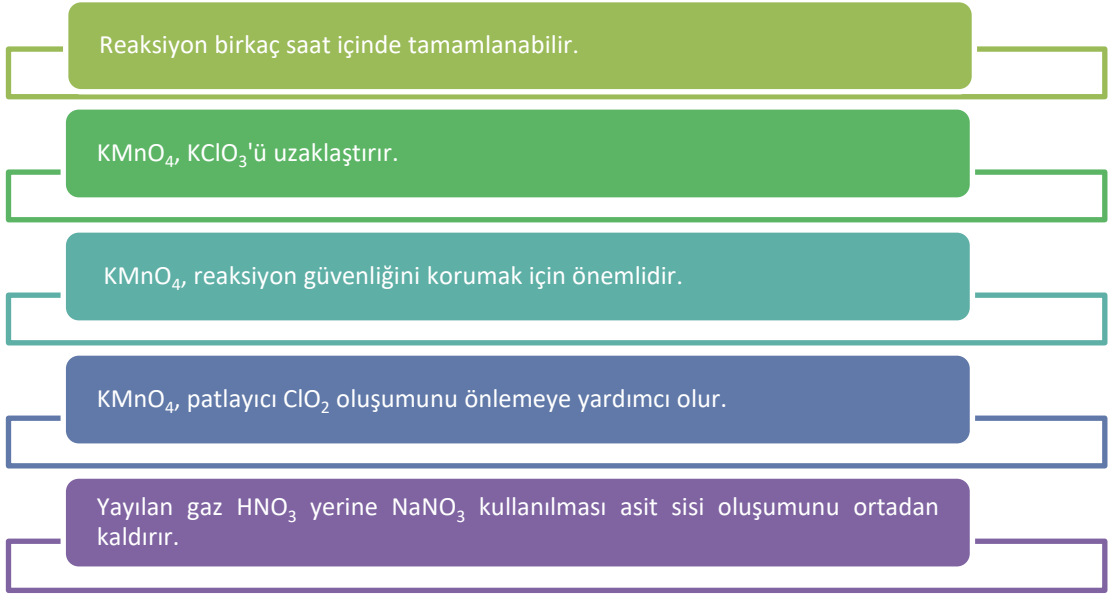 Reaksiyon birkaç saat içinde tamamlanabilir.
KMnO₄, KClO₃'ü uzaklaştırır.
KMnO₄, reaksiyon güvenliğini korumak için önemlidir.
KMnO₄, patlayıcı ClO₂ oluşumunu önlemeye yardımcı olur.
Yayılan gaz HNO₃ yerine NaNO₃ kullanılması asit sisi oluşumunu ortadan
kaldırır.